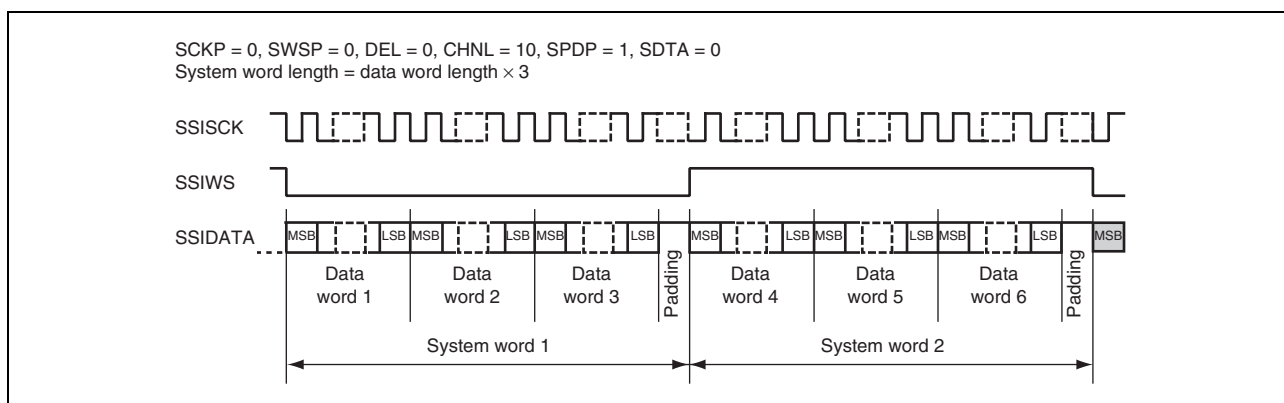 SCKP = 0, SWSP = 0, DEL = 0, CHNL = 10, SPDP = 1, SDTA = 0
System word length = data word length × 3
SSISCK
SSIWS
SSIDATA
MSB LSB MSB LSB MSB LSB MSB LSB MSB LSB MSB LSB MSB
Data word 1
Data word 2
Data word 3
Padding
Data word 4
Data word 5
Data word 6
Padding
System word 1
System word 2